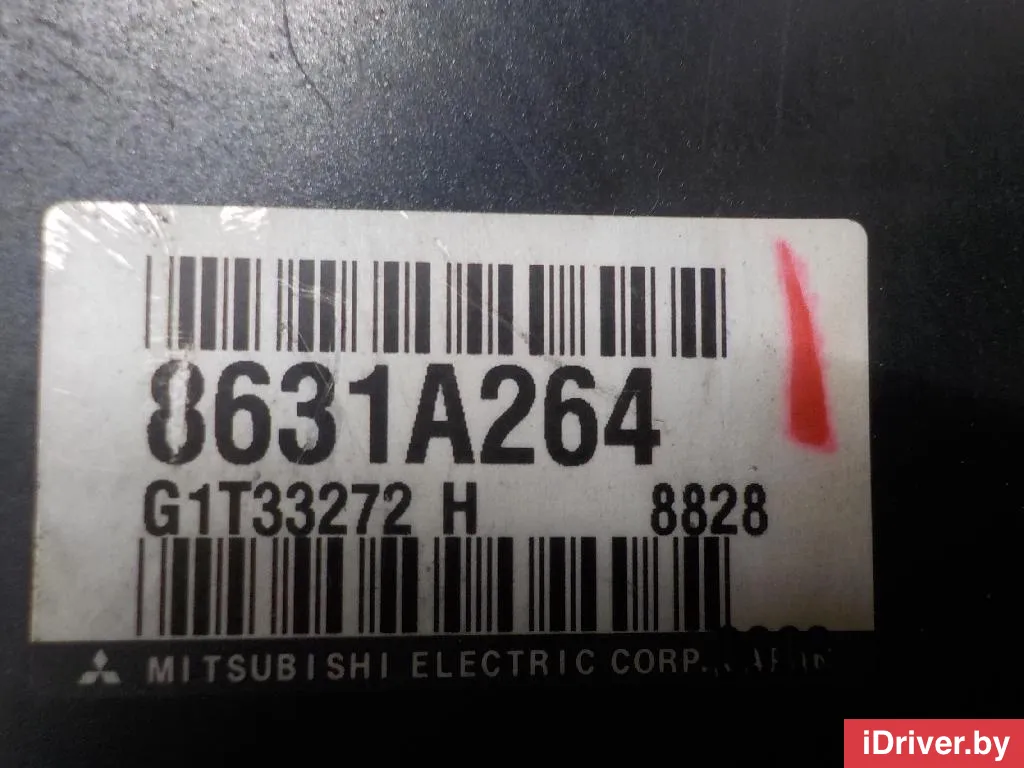 8631A264
G1T33272 H 8828
MITSUBISHI ELECTRIC CORP.,
iDriver.by